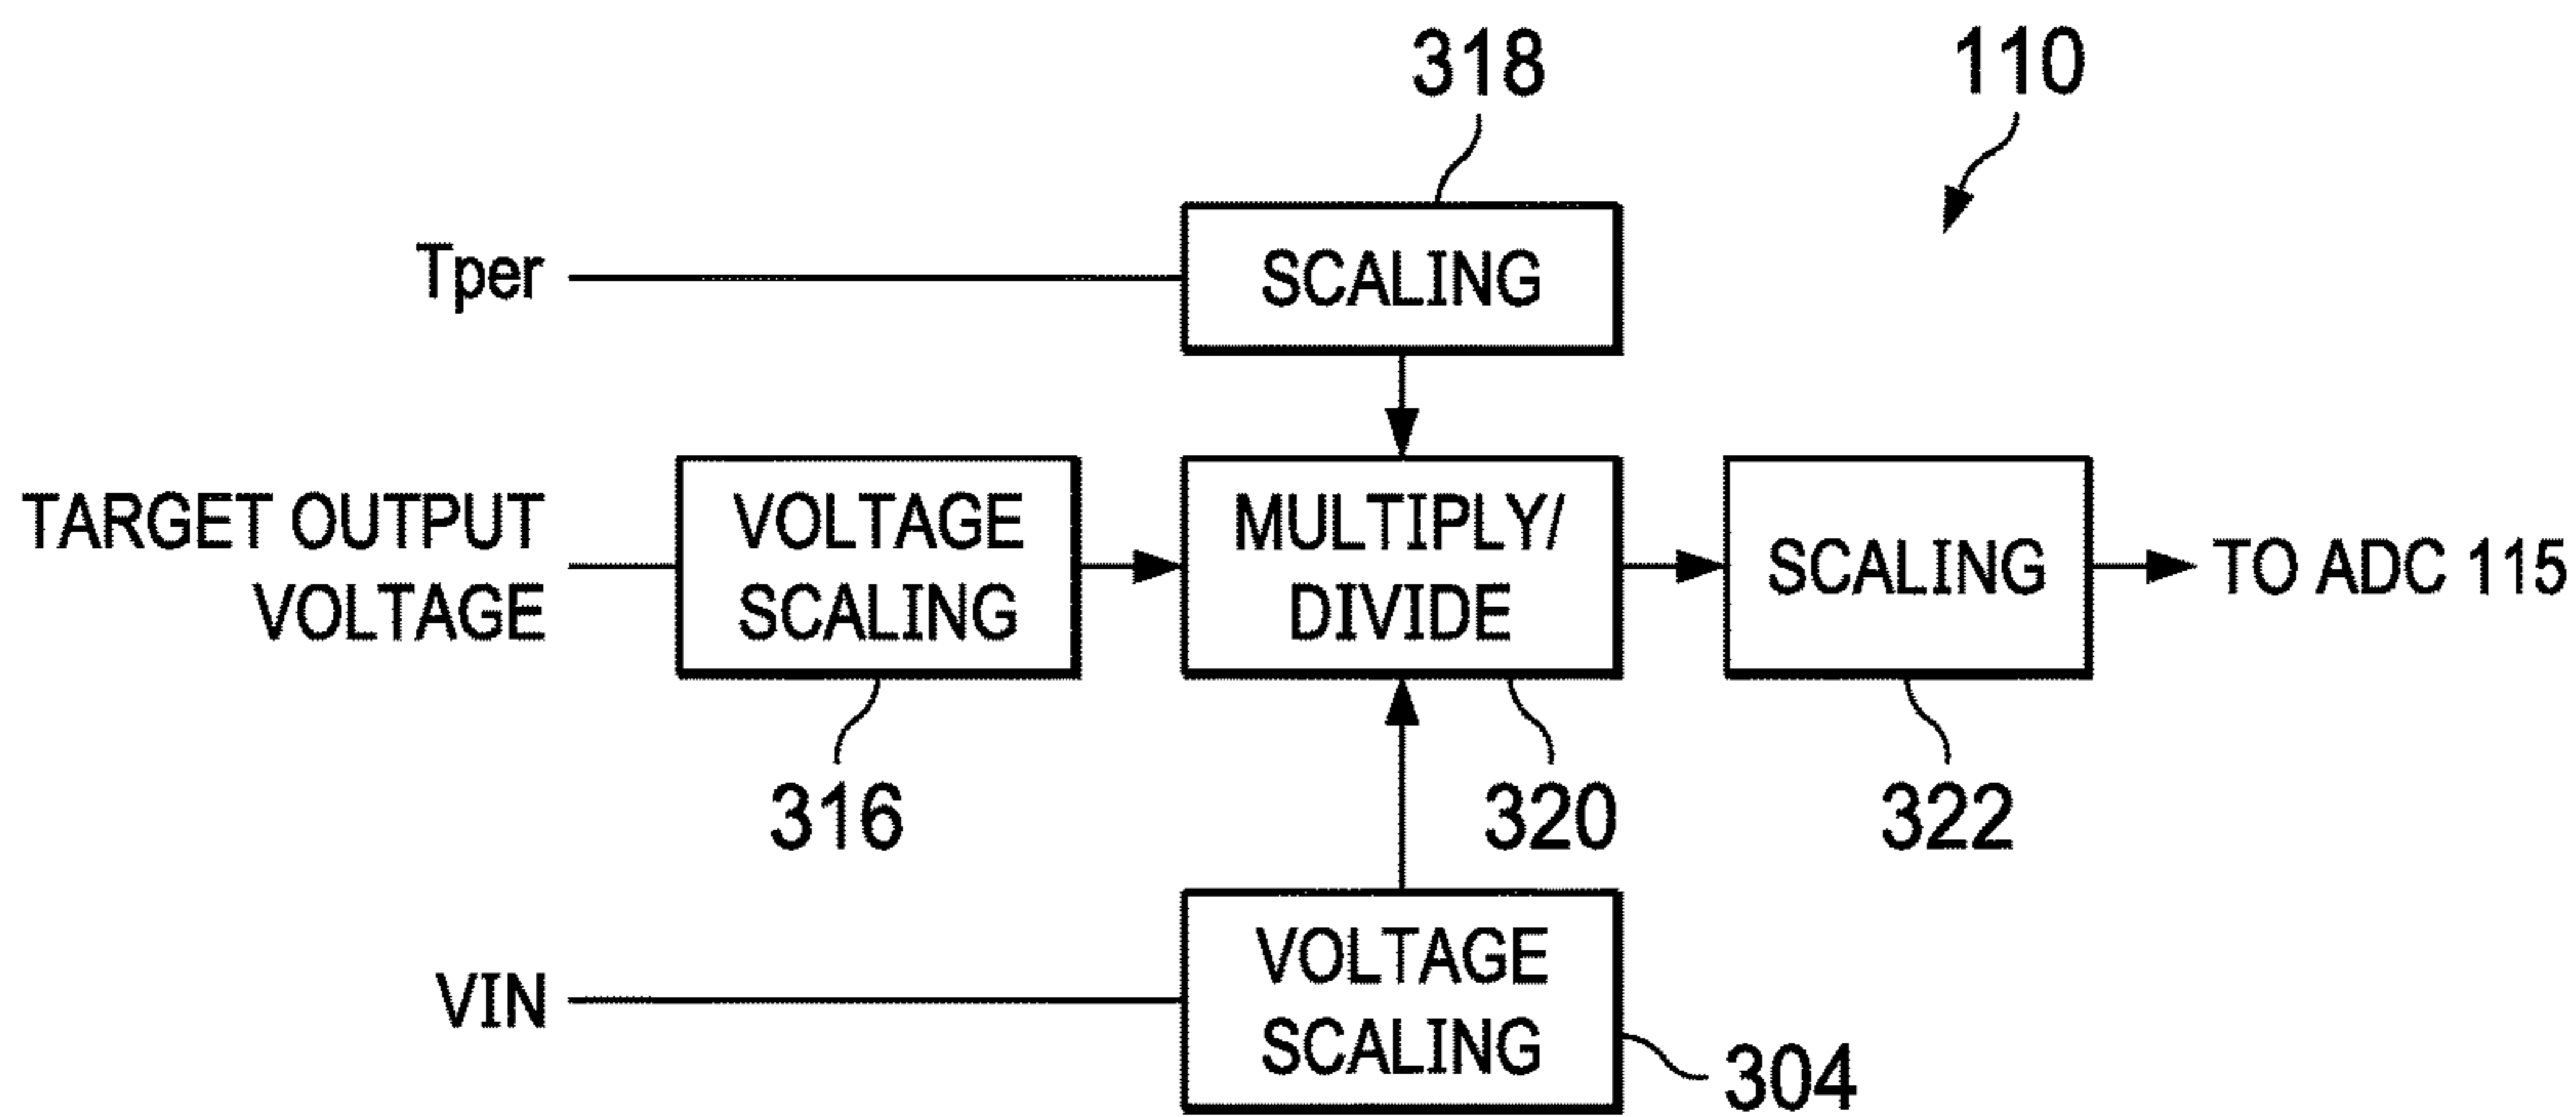 318
110
Tper
SCALING
TARGET OUTPUT
VOLTAGE
VOLTAGE
SCALING
MULTIPLY/
DIVIDE
SCALING
TO ADC 115
316
320
322
VIN
VOLTAGE
SCALING
304